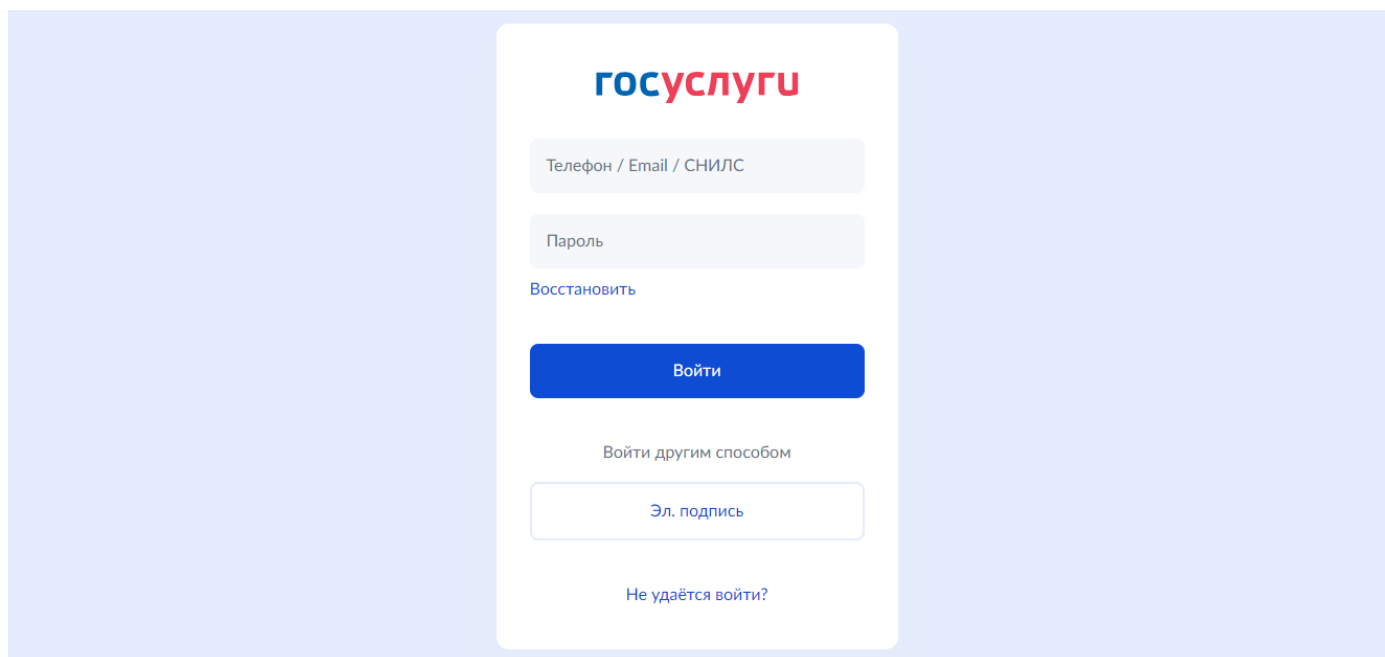 госуслуги
Телефон / Email / СНИЛС
Пароль
Восстановить
Войти
Войти другим способом
Эл. подпись
Не удаётся войти?